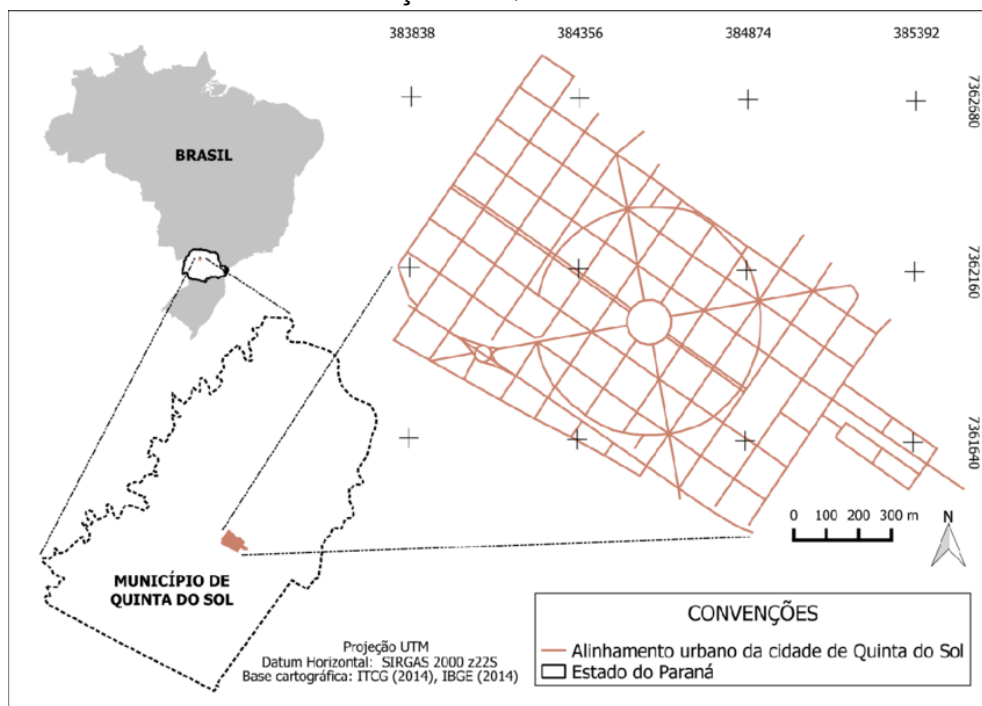 383838 384356 384874 385392
7362680
BRASIL
7362160
7361640
0 100 200 300 m
N
MUNICÍPIO DE
QUINTA DO SOL
Projeção UTM
Datum Horizontal: SIRGAS 2000 z22S
Base cartográfica: ITCG (2014), IBGE (2014)
CONVENÇÕES
Alinhamento urbano da cidade de Quinta do Sol
Estado do Paraná